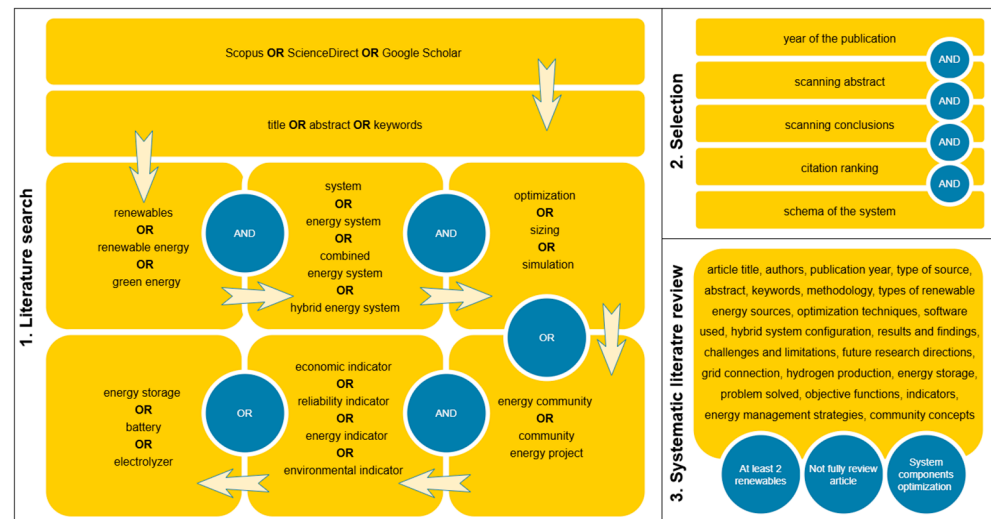 1. Literature search
Scopus OR ScienceDirect OR Google Scholar
title OR abstract OR keywords
renewables
OR
renewable energy
OR
green energy
AND
system
OR
energy system
OR
combined
energy system
OR
hybrid energy system
AND
optimization
OR
sizing
OR
simulation
OR
energy community
OR
community
energy project
AND
economic indicator
OR
reliability indicator
OR
energy indicator
OR
environmental indicator
OR
energy storage
OR
battery
OR
electrolyzer
2. Selection
year of the publication
AND
scanning abstract
AND
scanning conclusions
AND
citation ranking
AND
schema of the system
3. Systematic literatre review
article title, authors, publication year, type of source,
abstract, keywords, methodology, types of renewable
energy sources, optimization techniques, software
used, hybrid system configuration, results and findings,
challenges and limitations, future research directions,
grid connection, hydrogen production, energy storage,
problem solved, objective functions, indicators,
energy management strategies, community concepts
At least 2
renewables
Not fully review
article
System
components
optimization